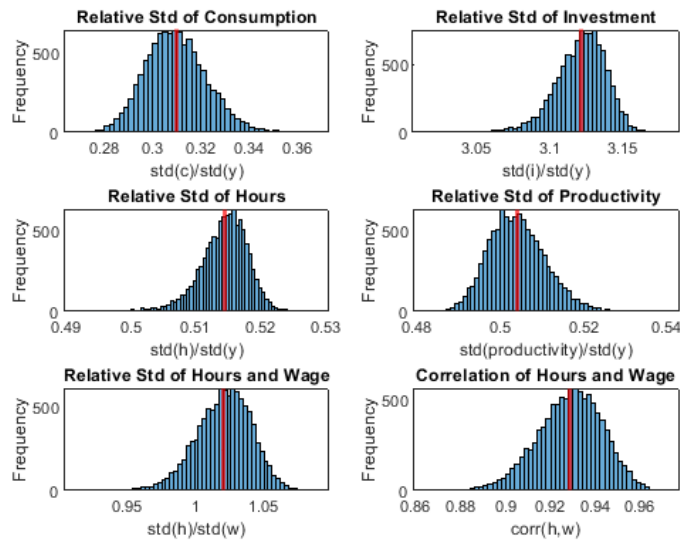 Relative Std of Consumption
Frequency
500
0
0.28 0.3 0.32 0.34 0.36
std(c)/std(y)
Relative Std of Investment
Frequency
500
0
3.05 3.1 3.15
std(i)/std(y)
Relative Std of Hours
Frequency
500
0
0.49 0.5 0.51 0.52 0.53
std(h)/std(y)
Relative Std of Productivity
Frequency
500
0
0.48 0.5 0.52 0.54
std(productivity)/std(y)
Relative Std of Hours and Wage
Frequency
500
0
0.95 1 1.05
std(h)/std(w)
Correlation of Hours and Wage
Frequency
500
0
0.86 0.88 0.9 0.92 0.94 0.96
corr(h,w)